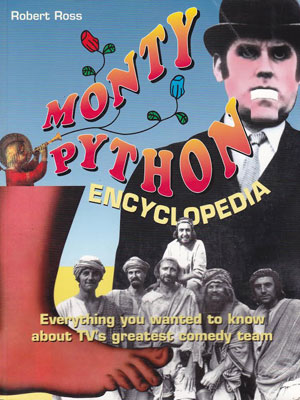 Robert Ross
MONTY
PYTHON
ENCYCLOPEDIA
Everything you wanted to know
about TV's greatest comedy team